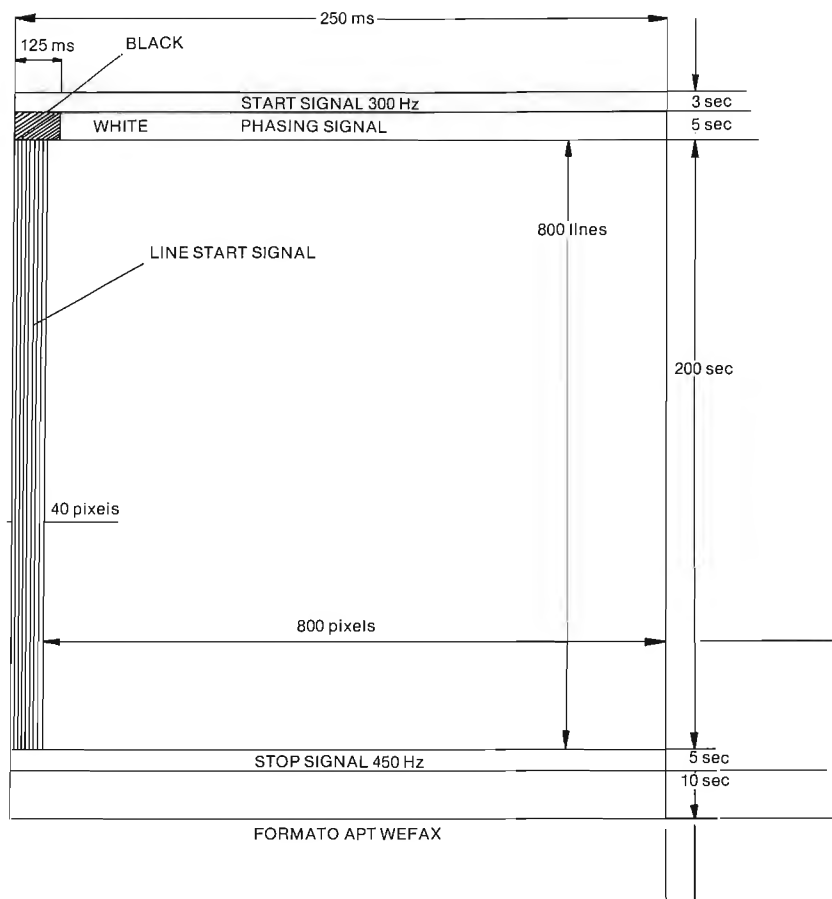 250 ms
125 ms
BLACK
START SIGNAL 300 Hz
3 sec
WHITE
PHASING SIGNAL
5 sec
800 lines
LINE START SIGNAL
200 sec
40 pixels
800 pixels
STOP SIGNAL 450 Hz
5 sec
10 sec
FORMATO APT WEFAX